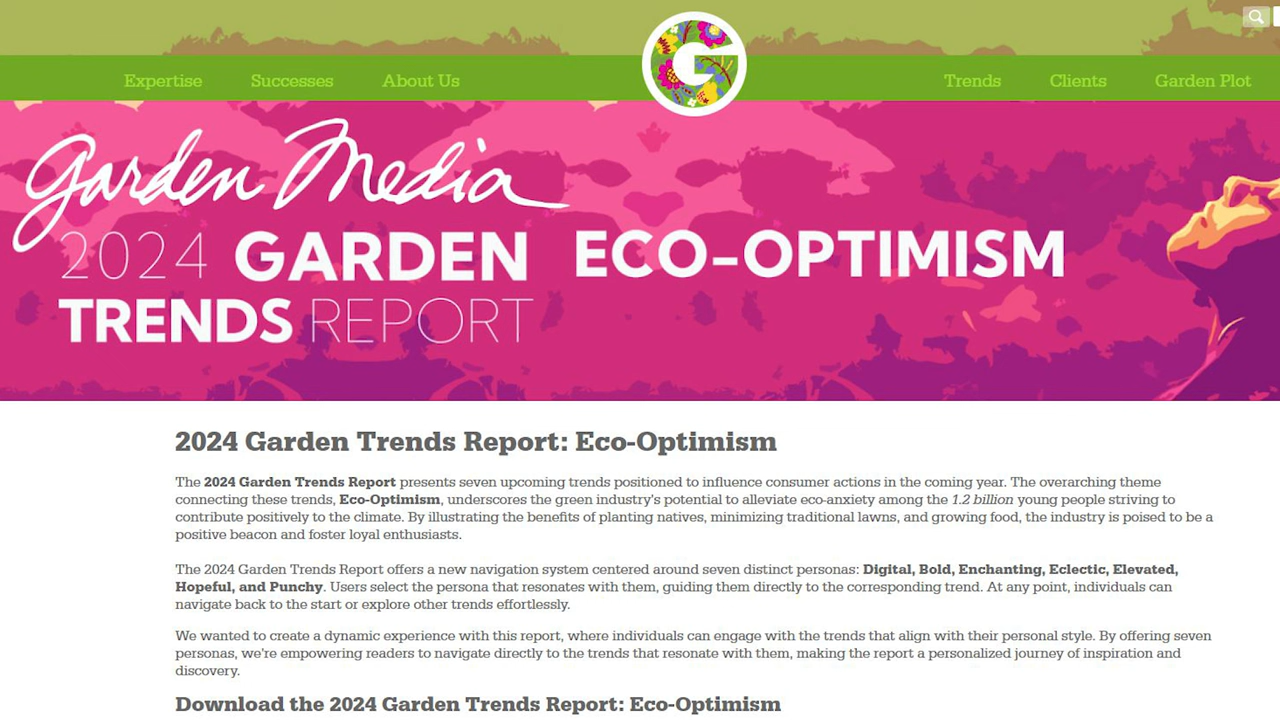 Expertise Successes About Us G Trends Clients Garden Plot
Garden Media
2024 GARDEN
TRENDS REPORT
ECO-OPTIMISM
2024 Garden Trends Report: Eco-Optimism
The 2024 Garden Trends Report presents seven upcoming trends positioned to influence consumer actions in the coming year. The overarching theme
connecting these trends, Eco-Optimism, underscores the green industry's potential to alleviate eco-anxiety among the 1.2 billion young people striving to
contribute positively to the climate. By illustrating the benefits of planting natives, minimizing traditional lawns, and growing food, the industry is poised to be a
positive beacon and foster loyal enthusiasts.
The 2024 Garden Trends Report offers a new navigation system centered around seven distinct personas: Digital, Bold, Enchanting, Eclectic, Elevated,
Hopeful, and Punchy. Users select the persona that resonates with them, guiding them directly to the corresponding trend. At any point, individuals can
navigate back to the start or explore other trends effortlessly.
We wanted to create a dynamic experience with this report, where individuals can engage with the trends that align with their personal style. By offering seven
personas, we're empowering readers to navigate directly to the trends that resonate with them, making the report a personalized journey of inspiration and
discovery.
Download the 2024 Garden Trends Report: Eco-Optimism